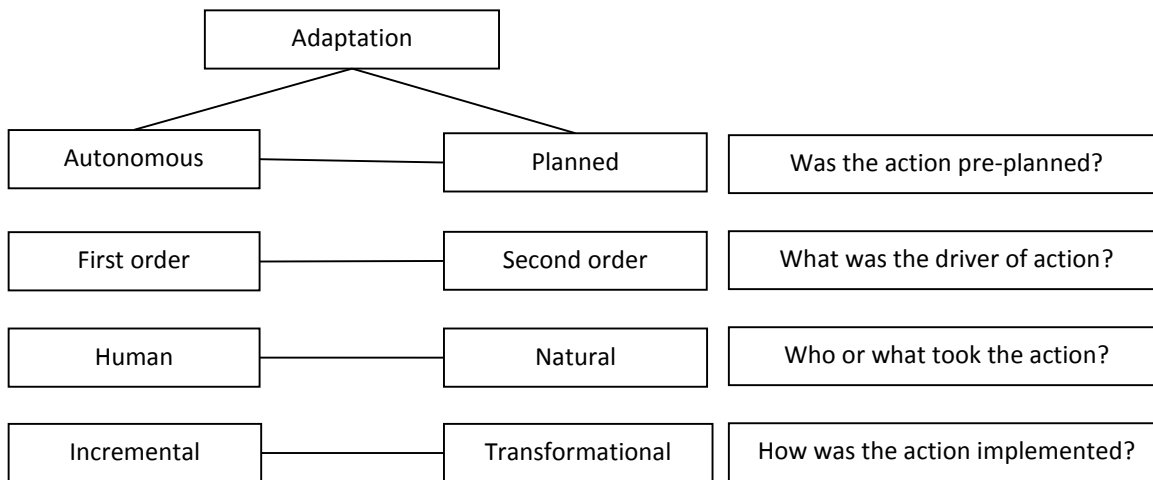 Adaptation
Autonomous
Planned
Was the action pre-planned?
First order
Second order
What was the driver of action?
Human
Natural
Who or what took the action?
Incremental
Transformational
How was the action implemented?